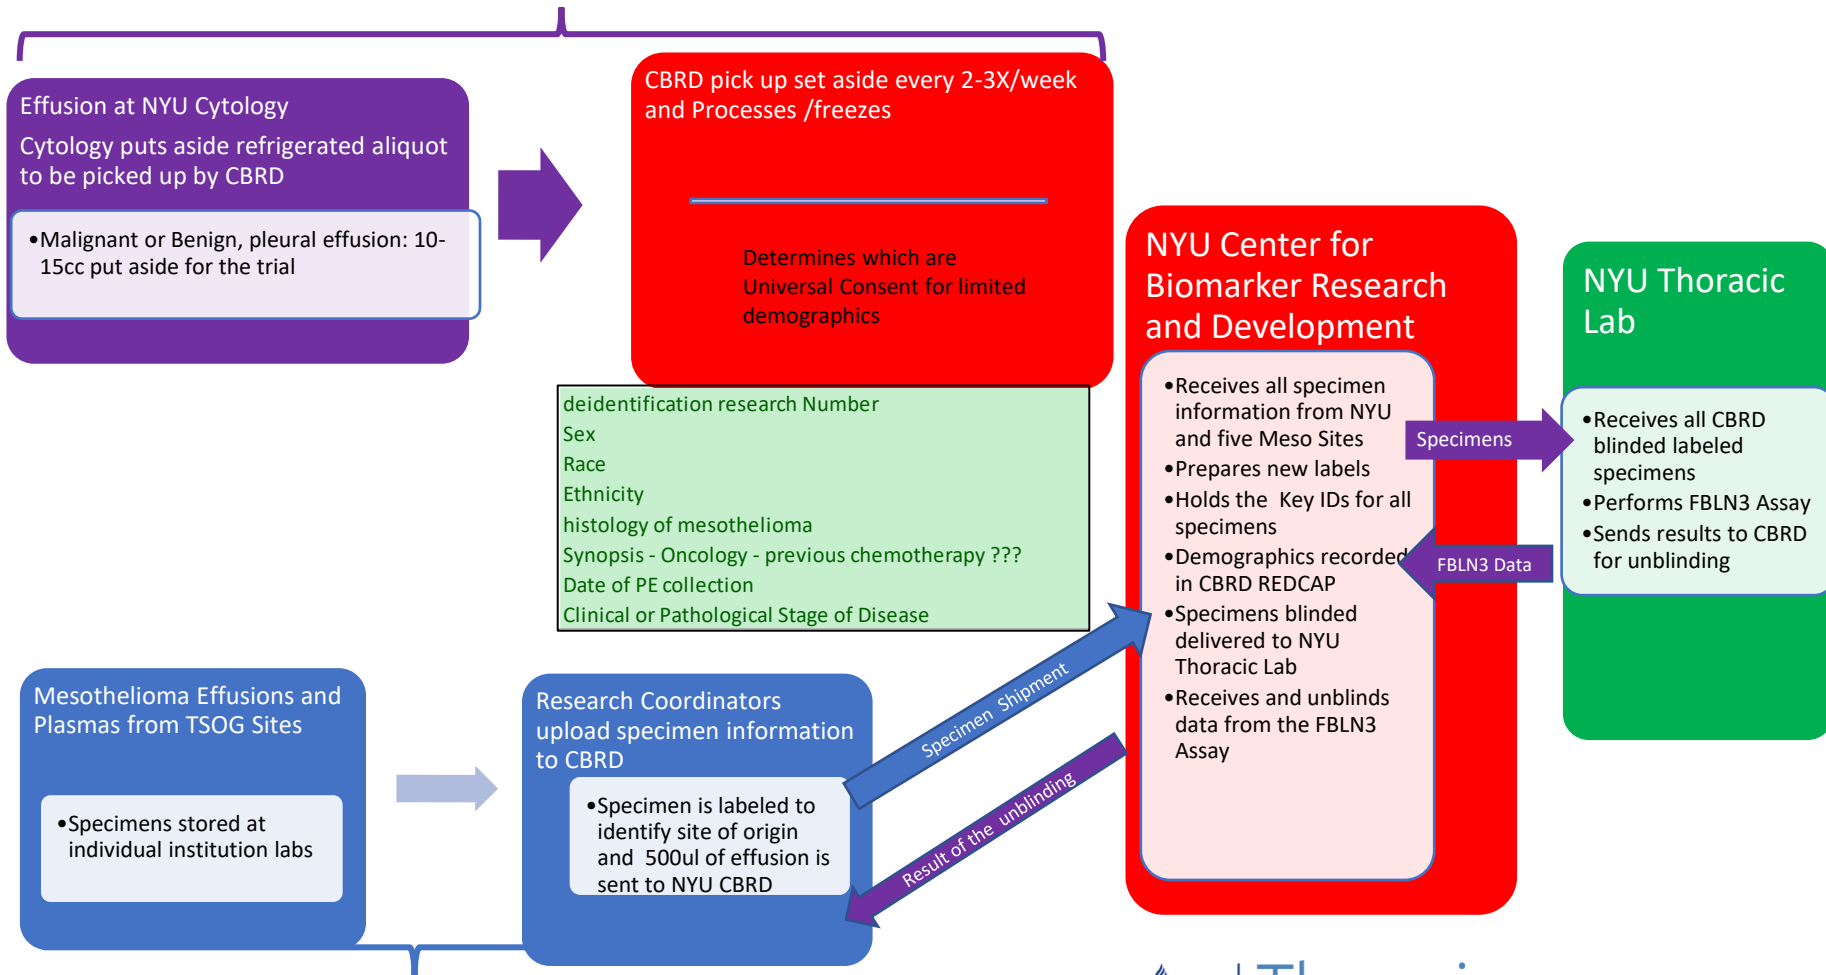 Effusion at NYU Cytology
Cytology puts aside refrigerated aliquot
to be picked up by CBRD
•Malignant or Benign, pleural effusion: 10-
15cc put aside for the trial
CBRD pick up set aside every 2-3X/week
and Processes /freezes
Determines which are
Universal Consent for limited
demographics
deidentification research Number
Sex
Race
Ethnicity
histology of mesothelioma
Synopsis - Oncology - previous chemotherapy ???
Date of PE collection
Clinical or Pathological Stage of Disease
Mesothelioma Effusions and
Plasmas from TSOG Sites
•Specimens stored at
individual institution labs
Research Coordinators
upload specimen information
to CBRD
•Specimen is labeled to
identify site of origin
and 500ul of effusion is
sent to NYU CBRD
Specimen Shipment
Result of the unblinding
NYU Center for
Biomarker Research
and Development
•Receives all specimen
information from NYU
and five Meso Sites
•Prepares new labels
•Holds the Key IDs for all
specimens
•Demographics recorded
in CBRD REDCAP
•Specimens blinded
delivered to NYU
Thoracic Lab
•Receives and unblinds
data from the FBLN3
Assay
Specimens
FBLN3 Data
NYU Thoracic
Lab
•Receives all CBRD
blinded labeled
specimens
•Performs FBLN3 Assay
•Sends results to CBRD
for unblinding